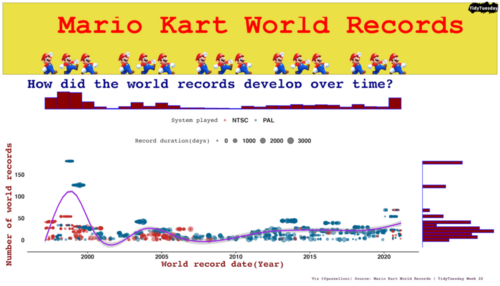 TidyTuesday
Mario Kart World Records
How did the world records develop over time?
System played • NTSC • PAL
Record duration(days) • 0 1000 2000 3000
Number of world records
150
100
50
0
2000 2005 2010 2015 2020
World record date(Year)
Source: Mario Kart World Records | TidyTuesday Week 22